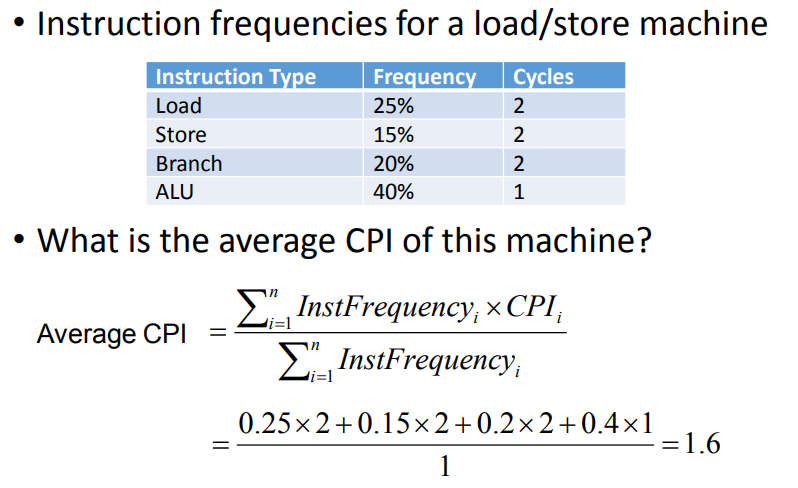 • Instruction frequencies for a load/store machine
Instruction Type Frequency Cycles
Load 25% 2
Store 15% 2
Branch 20% 2
ALU 40% 1
• What is the average CPI of this machine?
Average CPI = \frac{\sum_{i=1}^{n} InstFrequency_i \times CPI_i}{\sum_{i=1}^{n} InstFrequency_i}
= \frac{0.25 \times 2 + 0.15 \times 2 + 0.2 \times 2 + 0.4 \times 1}{1} = 1.6